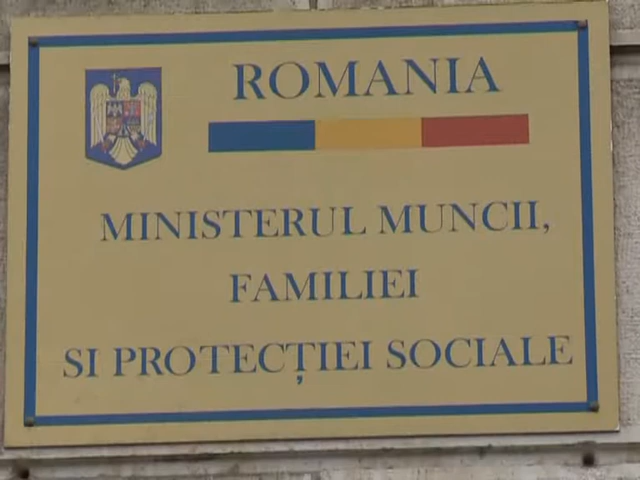 ROMANIA
MINISTERUL MUNCII,
FAMILIEI
SI PROTECȚIEI SOCIALE